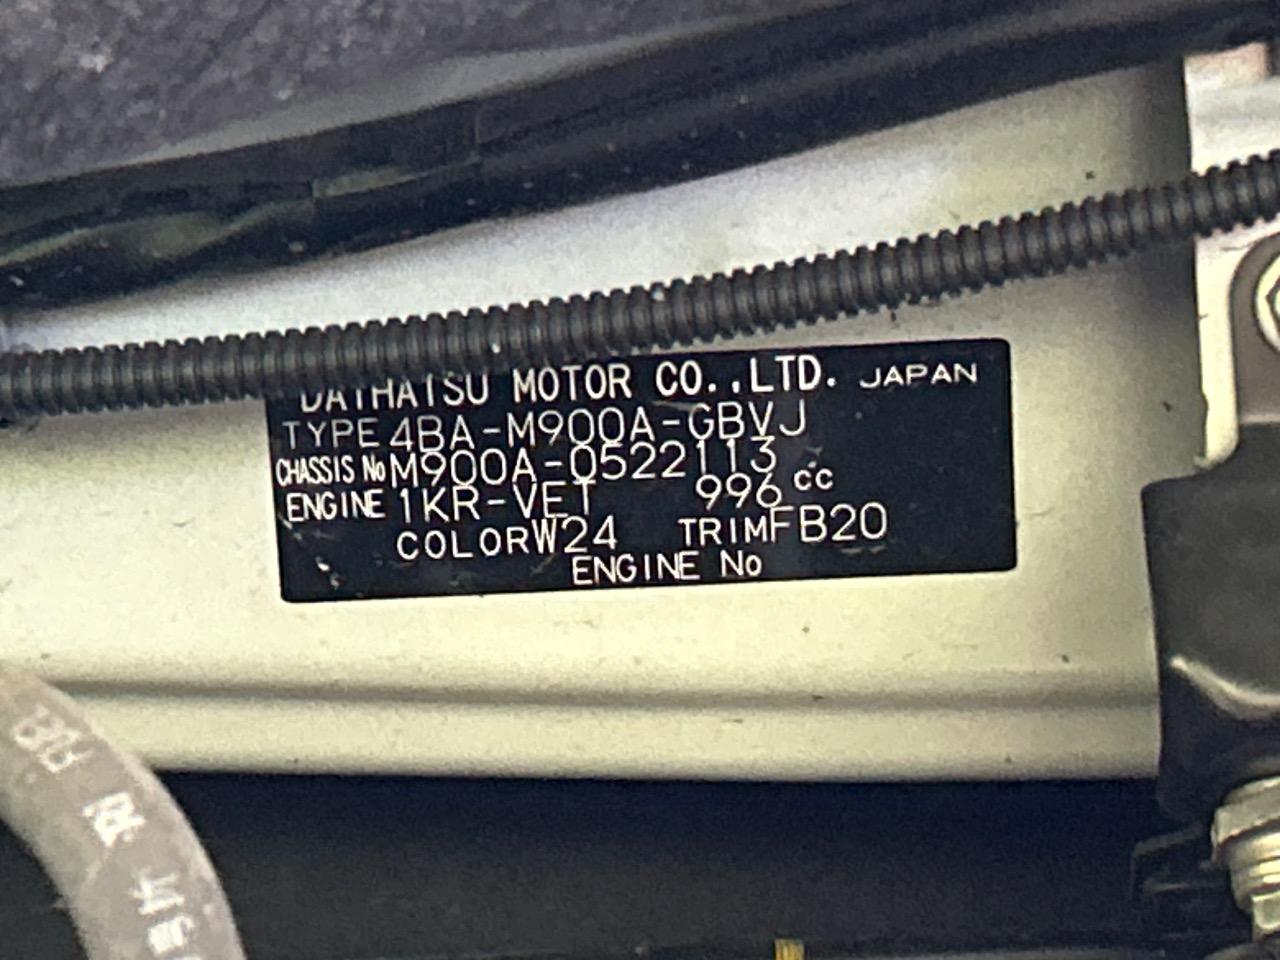 DAIHATSU MOTOR CO.,LTD. JAPAN
TYPE 4BA-M900A-GBVJ
CHASSIS No M900A-0522113
ENGINE 1KR-VET 996 cc
COLOR W24 TRIM FB20
ENGINE No